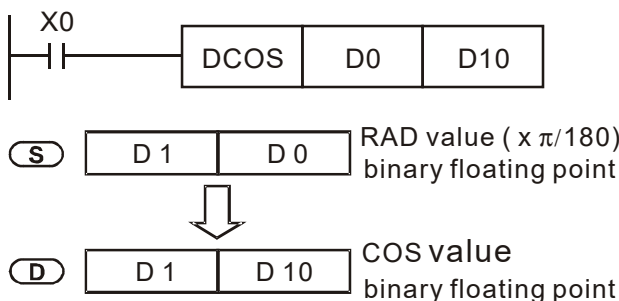 X0
DCOS D0 D10
S D 1 D 0 RAD value ( x π/180)
binary floating point
D D 1 D 10 COS value
binary floating point